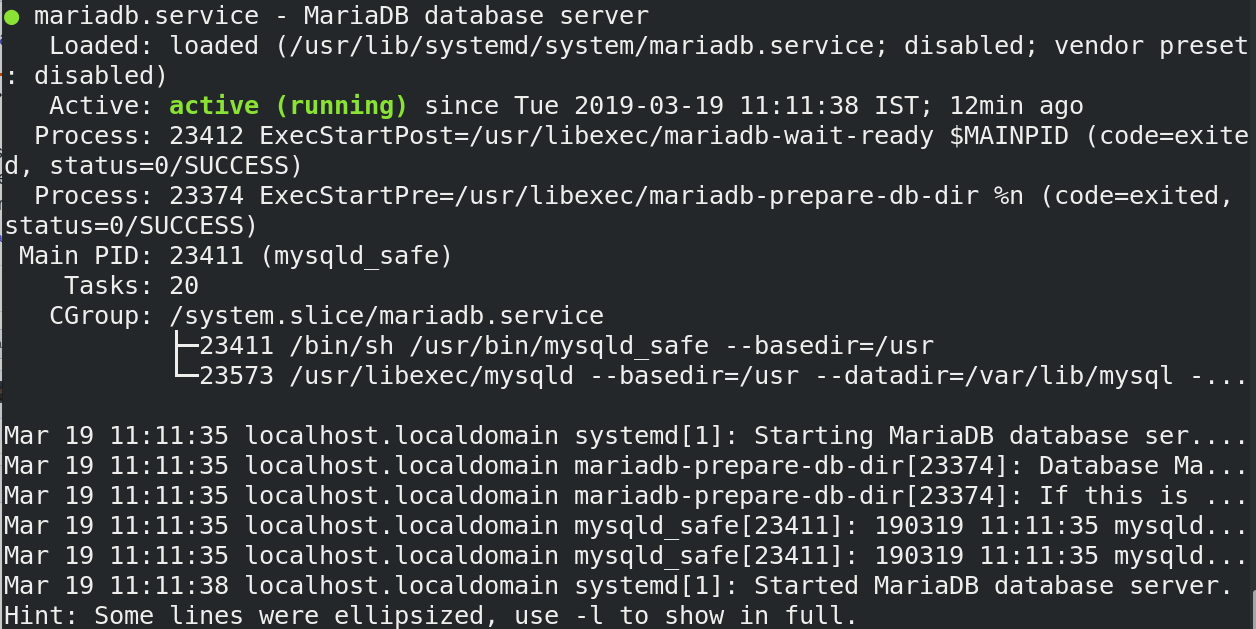 ● mariadb.service - MariaDB database server
   Loaded: loaded (/usr/lib/systemd/system/mariadb.service; disabled; vendor preset
: disabled)
   Active: active (running) since Tue 2019-03-19 11:11:38 IST; 12min ago
  Process: 23412 ExecStartPost=/usr/libexec/mariadb-wait-ready $MAINPID (code=exite
d, status=0/SUCCESS)
  Process: 23374 ExecStartPre=/usr/libexec/mariadb-prepare-db-dir %n (code=exited,
status=0/SUCCESS)
 Main PID: 23411 (mysqld_safe)
    Tasks: 20
   CGroup: /system.slice/mariadb.service
           ├─23411 /bin/sh /usr/bin/mysqld_safe --basedir=/usr
           └─23573 /usr/libexec/mysqld --basedir=/usr --datadir=/var/lib/mysql -...

Mar 19 11:11:35 localhost.localdomain systemd[1]: Starting MariaDB database ser....
Mar 19 11:11:35 localhost.localdomain mariadb-prepare-db-dir[23374]: Database Ma...
Mar 19 11:11:35 localhost.localdomain mariadb-prepare-db-dir[23374]: If this is ...
Mar 19 11:11:35 localhost.localdomain mysqld_safe[23411]: 190319 11:11:35 mysqld...
Mar 19 11:11:35 localhost.localdomain mysqld_safe[23411]: 190319 11:11:35 mysqld...
Mar 19 11:11:38 localhost.localdomain systemd[1]: Started MariaDB database server.
Hint: Some lines were ellipsized, use -l to show in full.